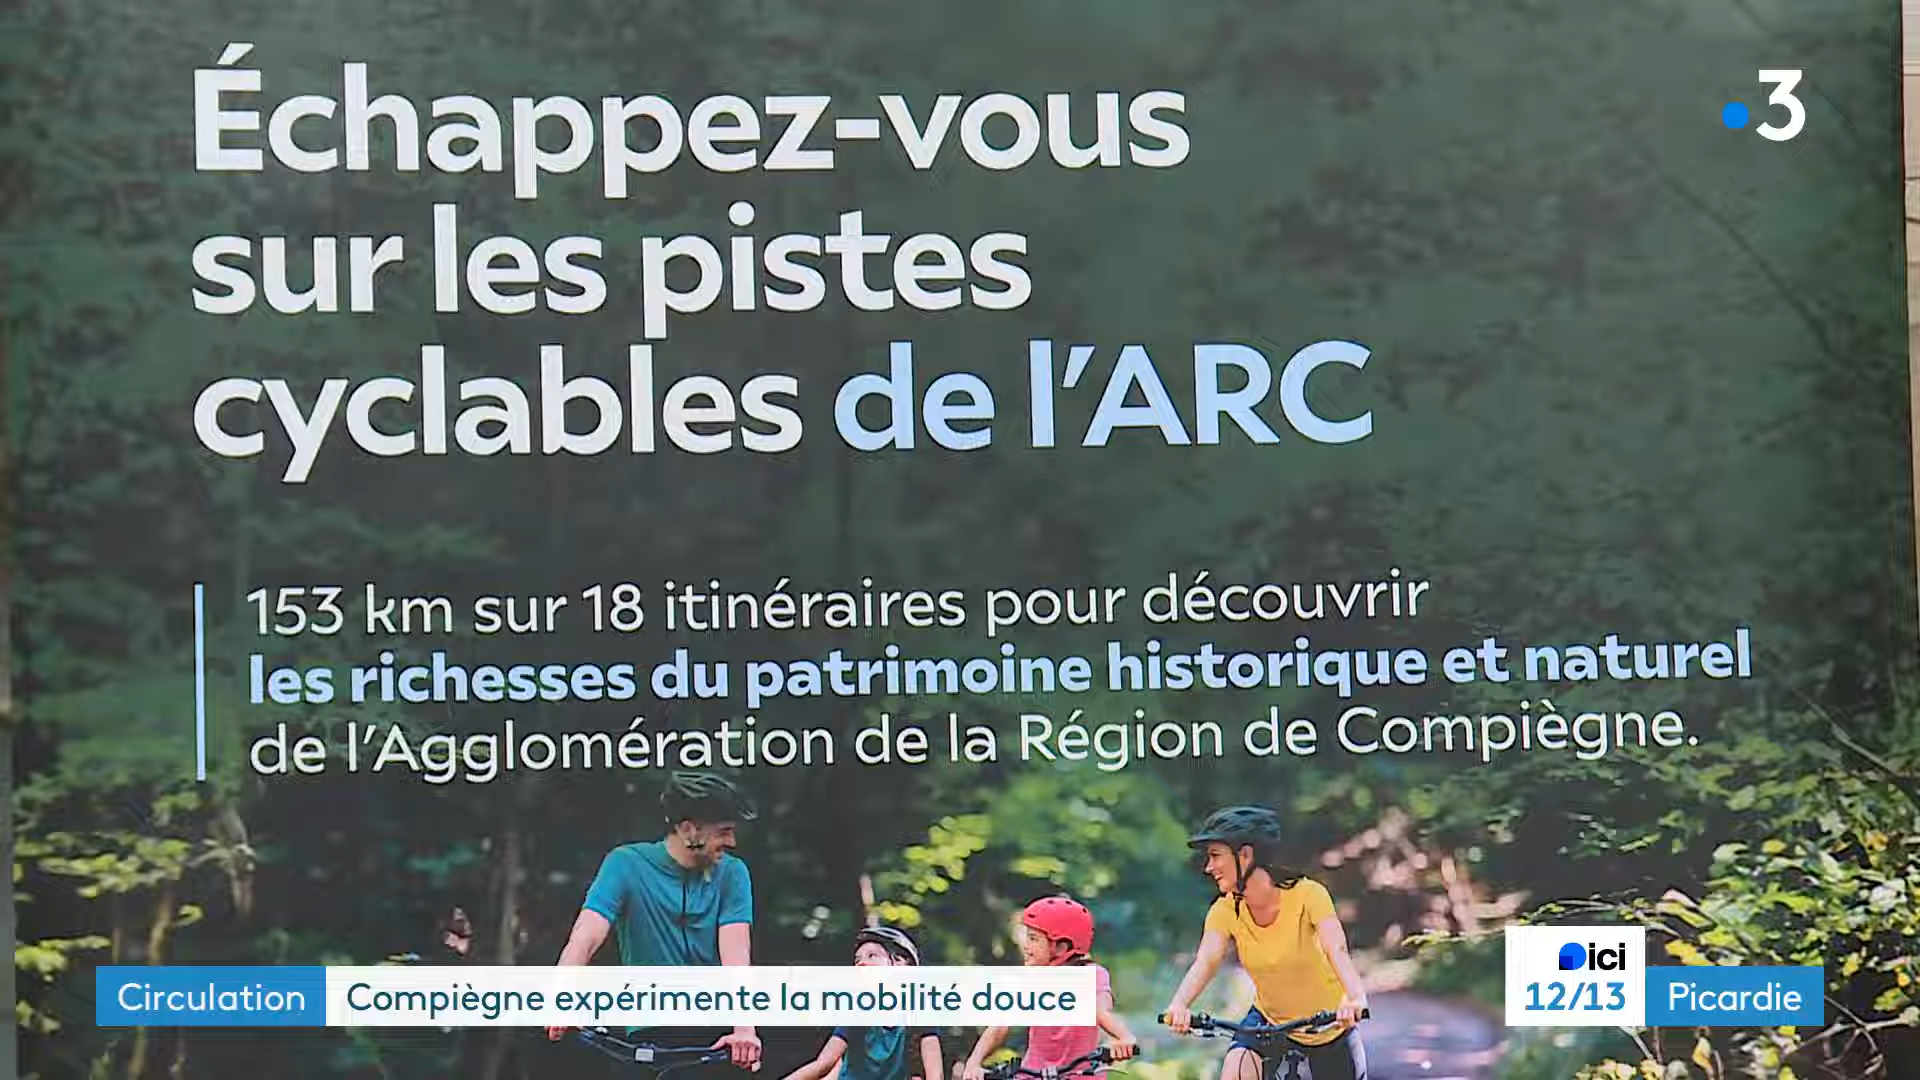 Échappez-vous
sur les pistes
cyclables de l'ARC
3
153 km sur 18 itinéraires pour découvrir
les richesses du patrimoine historique et naturel
de l'Agglomération de la Région de Compiègne.
Circulation
Compiègne expérimente la mobilité douce
ici
12/13
Picardie